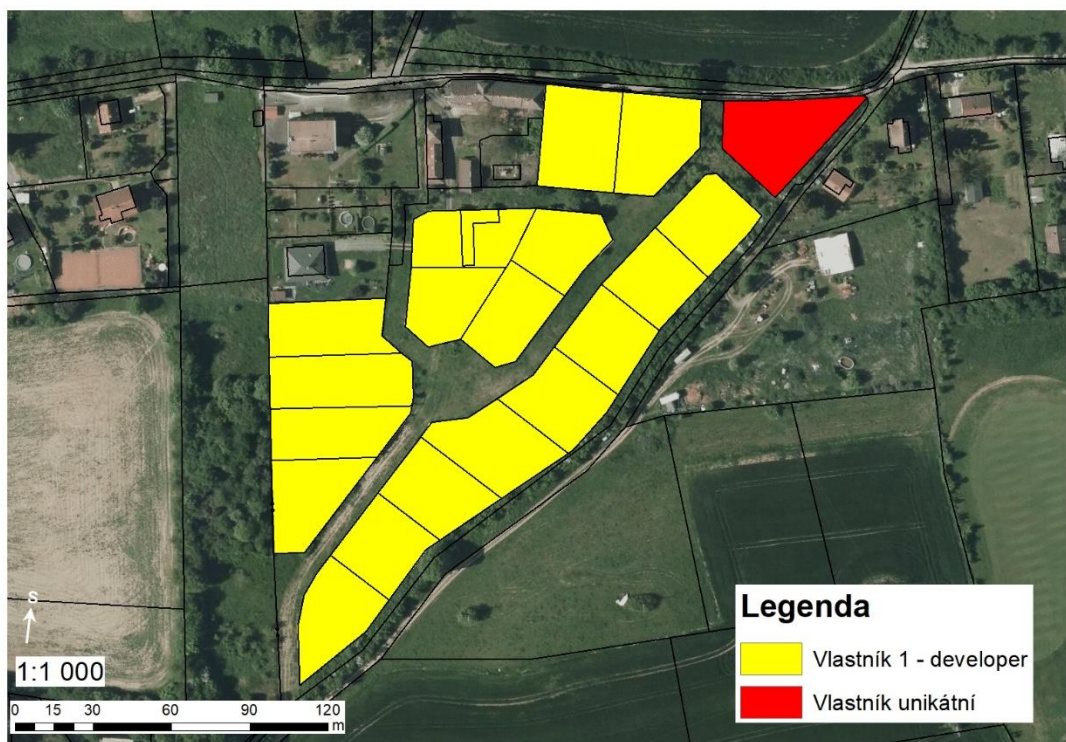 S
1:1 000
0 15 30 60 90 120
m
Legenda
Vlastník 1 - developer
Vlastník unikátní